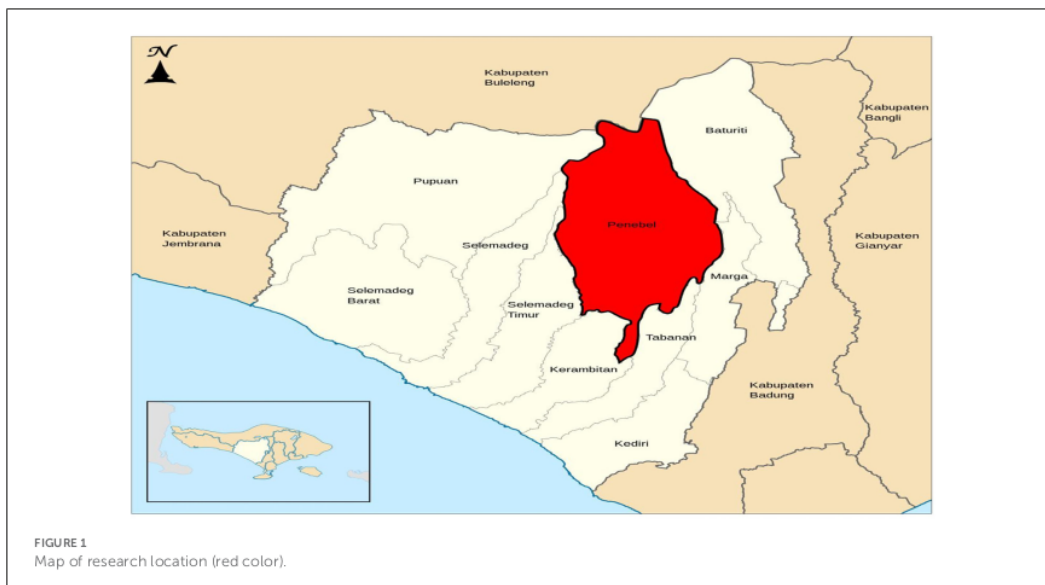 N
Kabupaten
Buleleng
Kabupaten
Bangli
Baturiti
Pupuan
Penebel
Kabupaten
Jembrana
Selemadeg
Kabupaten
Gianyar
Marga
Selemadeg
Barat
Selemadeg
Timur
Tabanan
Kerambitan
Kabupaten
Badung
Kediri
FIGURE 1
Map of research location (red color).